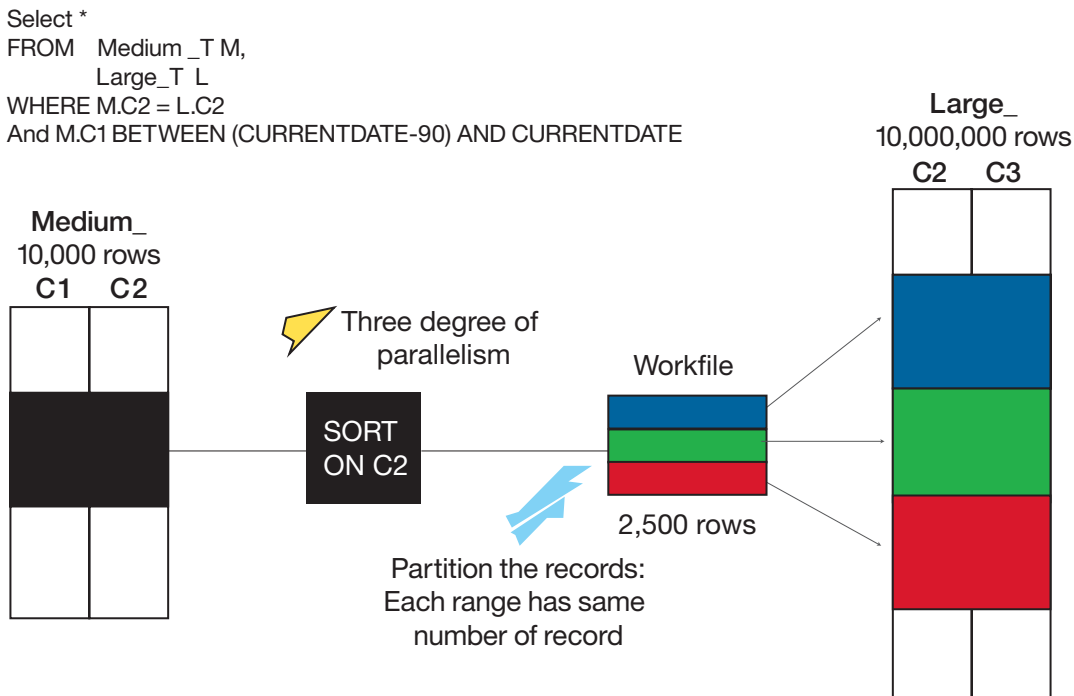 Select *
FROM Medium _T M,
Large_T L
WHERE M.C2 = L.C2
And M.C1 BETWEEN (CURRENTDATE-90) AND CURRENTDATE
Large_
10,000,000 rows
C2 C3
Medium_
10,000 rows
C1 C2
Three degree of
parallelism
Workfile
SORT
ON C2
2,500 rows
Partition the records:
Each range has same
number of record